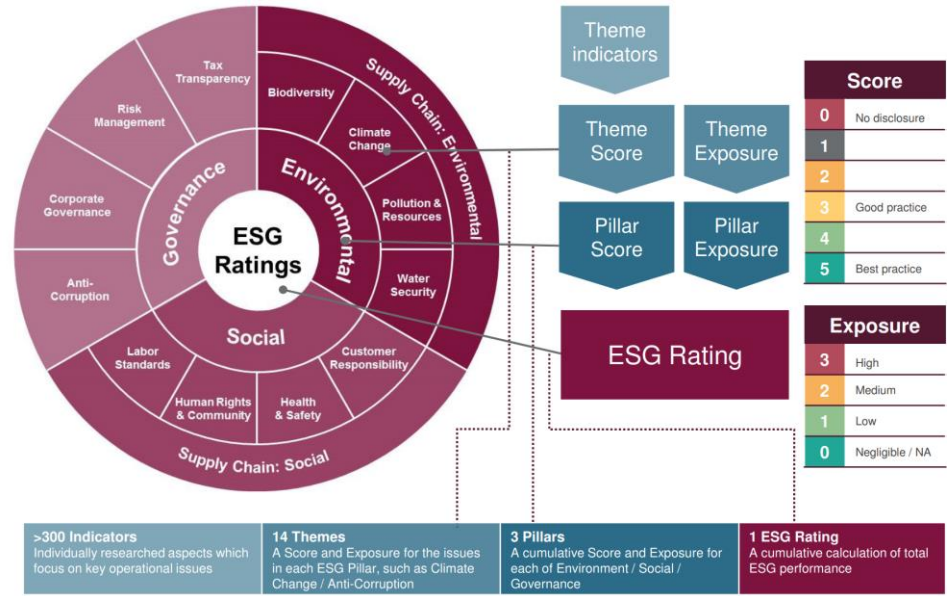 Tax
Transparency
Risk
Management
Corporate
Governance
Anti-
Corruption
Governance
Biodiversity
Climate
Change
Pollution &
Resources
Water
Security
Environmental
Supply Chain: Environmental
ESG
Ratings
Social
Labor
Standards
Human Rights
& Community
Health
& Safety
Customer
Responsibility
Supply Chain: Social
Theme
indicators
Theme
Score
Theme
Exposure
Pillar
Score
Pillar
Exposure
ESG Rating
Score
0 No disclosure
1
2
3 Good practice
4
5 Best practice
Exposure
3 High
2 Medium
1 Low
0 Negligible / NA
>300 Indicators
Individually researched aspects which
focus on key operational issues
14 Themes
A Score and Exposure for the issues
in each ESG Pillar, such as Climate
Change / Anti-Corruption
3 Pillars
A cumulative Score and Exposure for
each of Environment / Social /
Governance
1 ESG Rating
A cumulative calculation of total
ESG performance